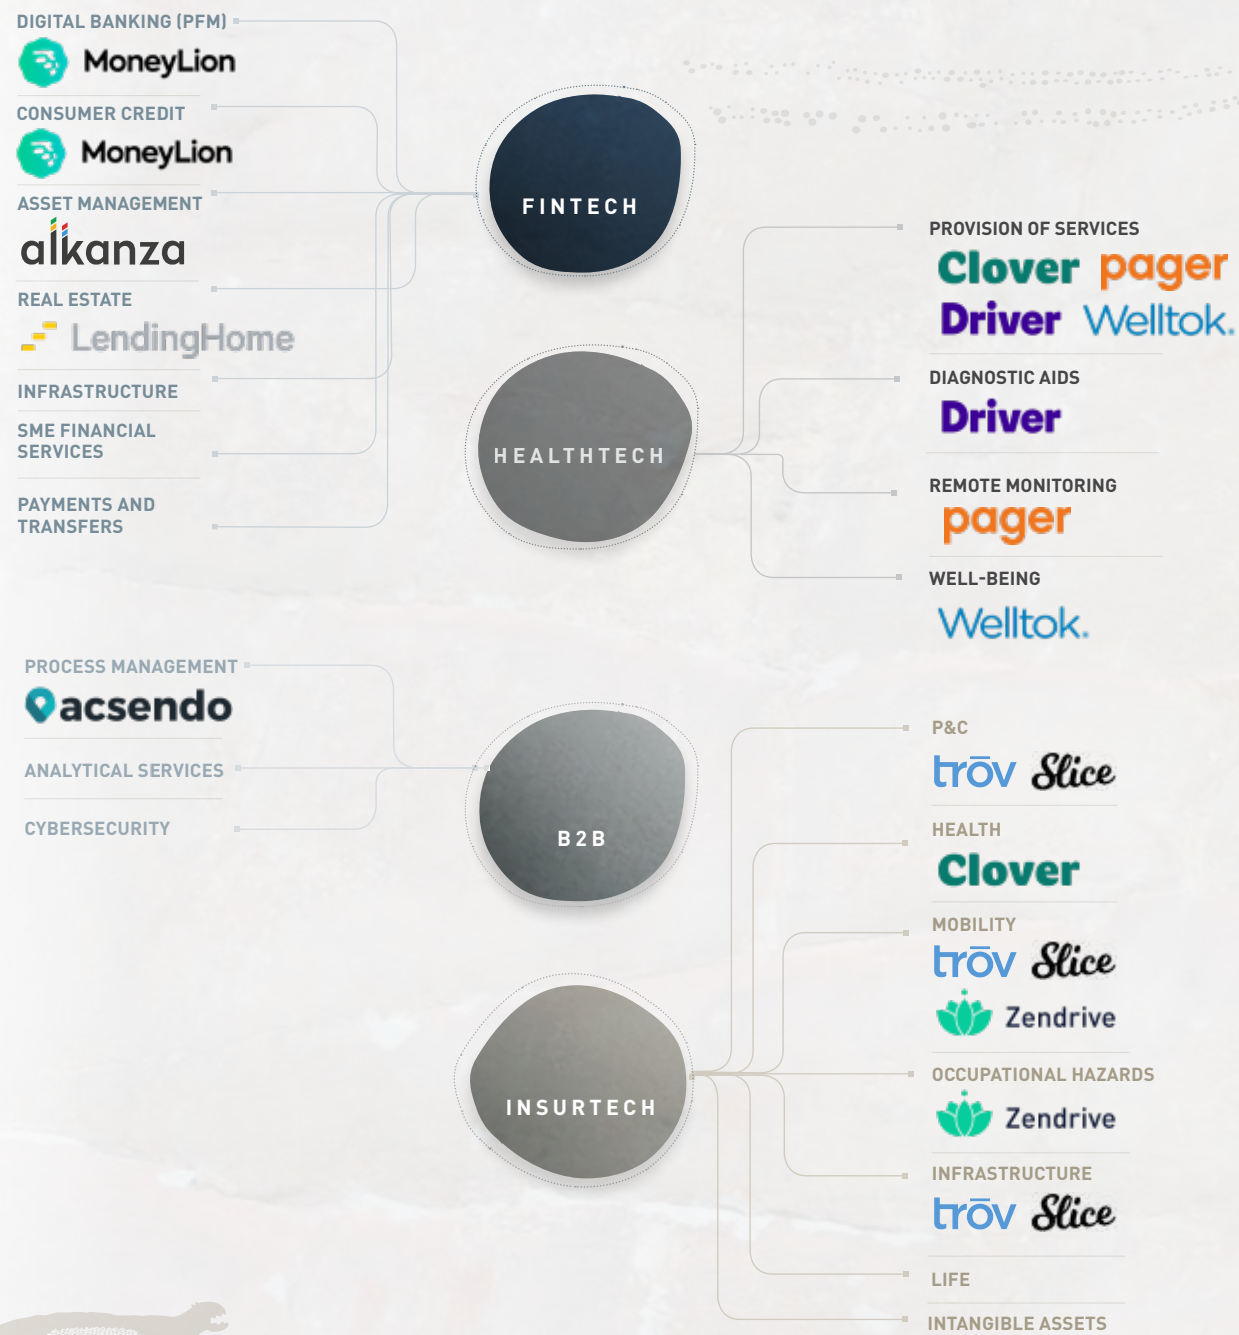 DIGITAL BANKING (PFM)
MoneyLion
CONSUMER CREDIT
MoneyLion
ASSET MANAGEMENT
alkanza
REAL ESTATE
LendingHome
INFRASTRUCTURE
SME FINANCIAL
SERVICES
PAYMENTS AND
TRANSFERS
FINTECH
HEALTHTECH
PROVISION OF SERVICES
Clover pager
Driver Welltok.
DIAGNOSTIC AIDS
Driver
REMOTE MONITORING
pager
WELL-BEING
Welltok.
PROCESS MANAGEMENT
acsendo
ANALYTICAL SERVICES
CYBERSECURITY
B2B
INSURTECH
P&C
trōv Slice
HEALTH
Clover
MOBILITY
trōv Slice
Zendrive
OCCUPATIONAL HAZARDS
Zendrive
INFRASTRUCTURE
trōv Slice
LIFE
INTANGIBLE ASSETS